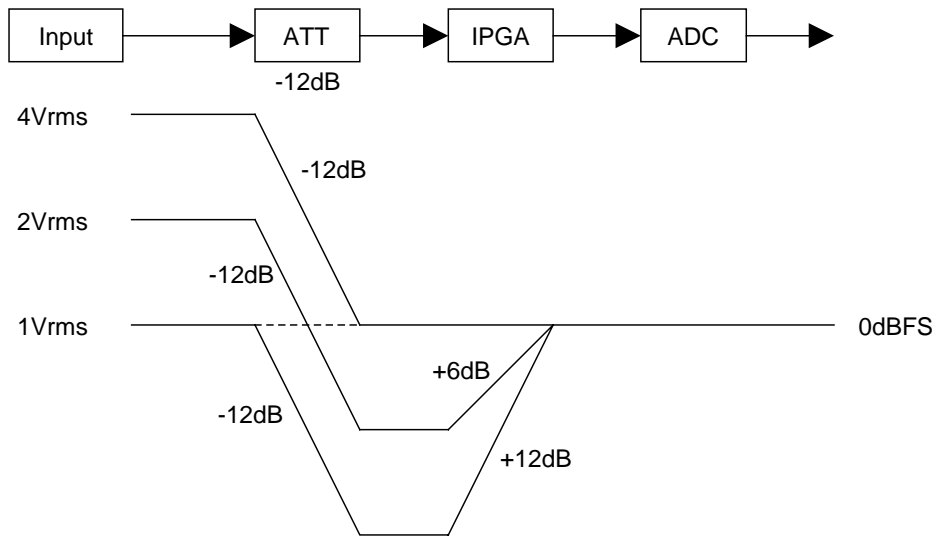 Input ATT IPGA ADC
-12dB
4Vrms
-12dB
2Vrms
-12dB
1Vrms 0dBFS
+6dB
-12dB
+12dB